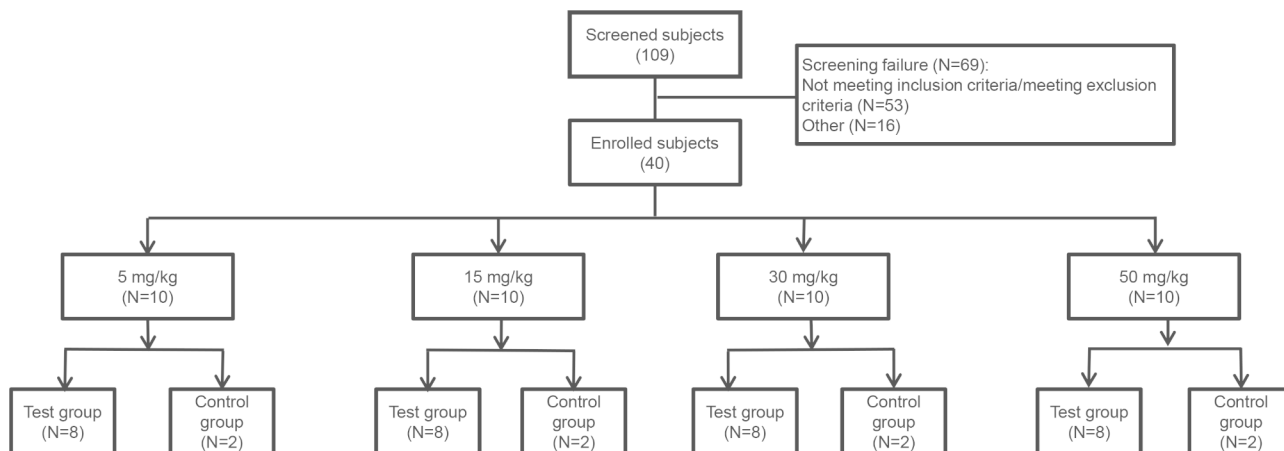 Screened subjects
(109)
Screening failure (N=69):
Not meeting inclusion criteria/meeting exclusion
criteria (N=53)
Other (N=16)
Enrolled subjects
(40)
5 mg/kg
(N=10)
15 mg/kg
(N=10)
30 mg/kg
(N=10)
50 mg/kg
(N=10)
Test group
(N=8)
Control
group
(N=2)
Test group
(N=8)
Control
group
(N=2)
Test group
(N=8)
Control
group
(N=2)
Test group
(N=8)
Control
group
(N=2)